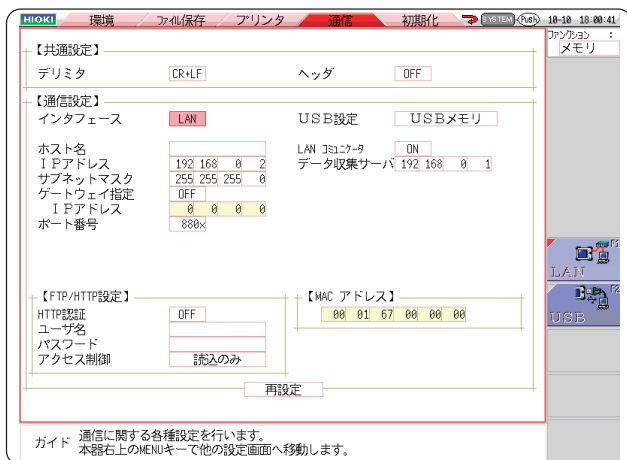 HIOKI 環境 ファイル保存 プリンタ 通信 初期化 SYSTEM Push 10-10 18:00:41
ファンクション :
メモリ
【共通設定】
デリミタ CR+LF ヘッダ OFF
【通信設定】
インタフェース LAN USB設定 USBメモリ
ホスト名 LAN コミュニケータ ON
IPアドレス 192 168 0 2 データ収集サーバ 192 168 0 1
サブネットマスク 255 255 255 0
ゲートウェイ指定 OFF
IPアドレス 0 0 0 0
ポート番号 880x
F1
LAN
F2
USB
【FTP/HTTP設定】 【MAC アドレス】
HTTP認証 OFF 00 01 67 00 00 00
ユーザ名
パスワード
アクセス制御 読込のみ
再設定
ガイド 通信に関する各種設定を行います。
本器右上のMENUキーで他の設定画面へ移動します。